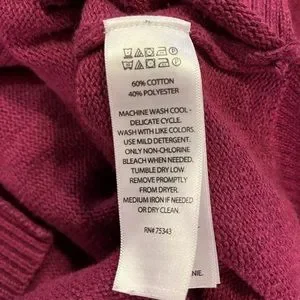 60% COTTON
40% POLYESTER
MACHINE WASH COOL -
DELICATE CYCLE.
WASH WITH LIKE COLORS.
USE MILD DETERGENT.
ONLY NON-CHLORINE
BLEACH WHEN NEEDED.
TUMBLE DRY LOW.
REMOVE PROMPTLY
FROM DRYER.
MEDIUM IRON IF NEEDED
OR DRY CLEAN.
RN# 75343
NIE.